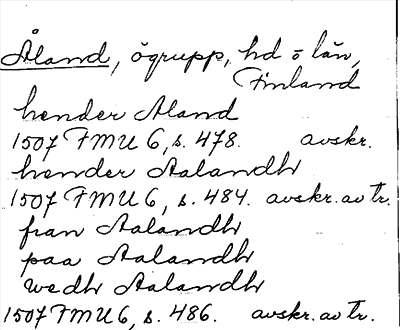 Åland, ögrupp, hd o län,
Finland
hender Aland
1507 FMU 6, s. 478. avskr.
hender Aalandh
1507 FMU 6, s. 484. avskr. av tr.
fran Aalandh
paa Aalandh
wedh Aalandh
1507 FMU 6, s. 486. avskr. av tr.